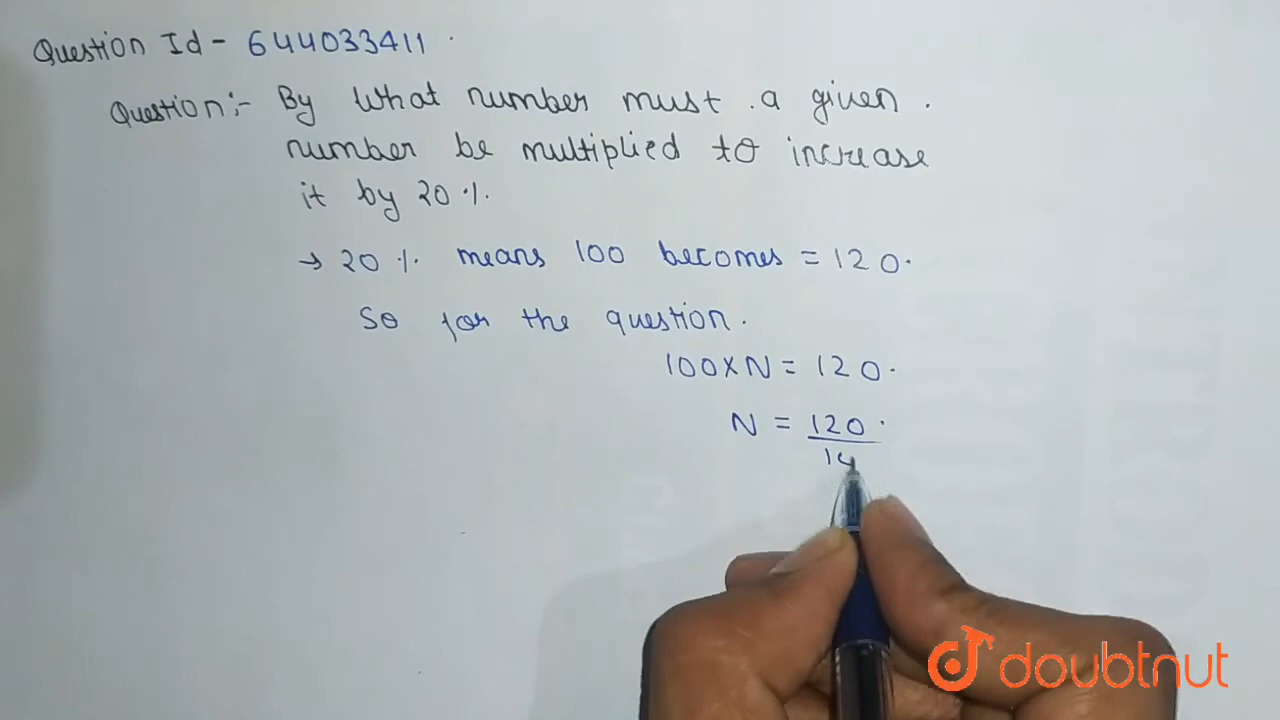 Question Id - 644033411.
Question:- By What number must a given
number be multiplied to increase
it by 20%.
→ 20% means 100 becomes = 120.
So for the question.
100×N = 120.
N = 120.
doubtnut